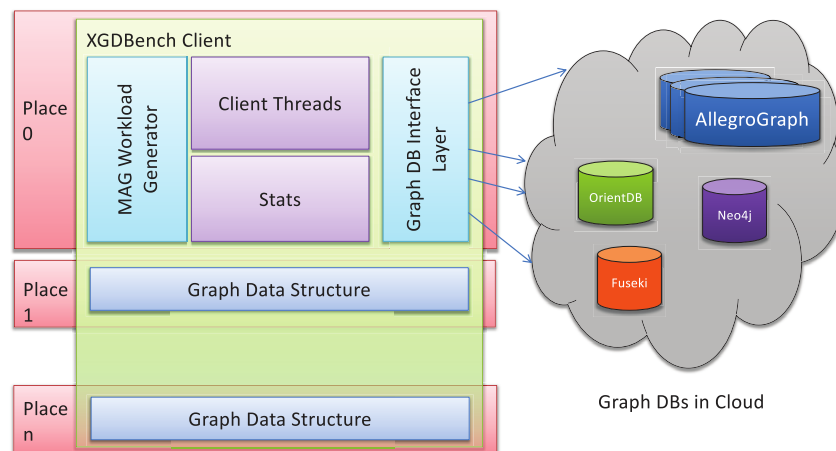 XGDBench Client
Place
0
MAG Workload
Generator
Client Threads
Stats
Graph DB Interface
Layer
AllegroGraph
OrientDB
Neo4j
Fuseki
Place
1
Graph Data Structure
Place
n
Graph Data Structure
Graph DBs in Cloud